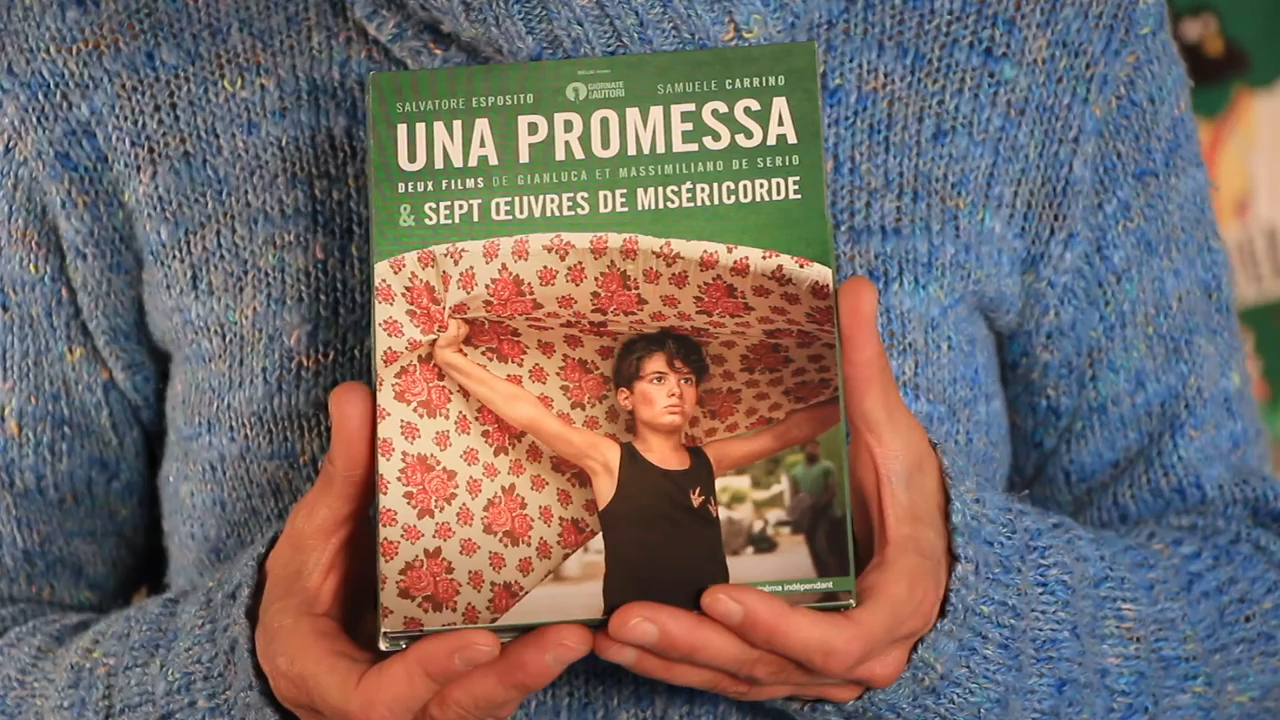 SALVATORE ESPOSITO
GIORNATE
AUTORI
SAMUELE CARRINO
UNA PROMESSA
DEUX FILMS DE GIANLUCA ET MASSIMILIANO DE SERIO
& SEPT ŒUVRES DE MISÉRICORDE
indépendant